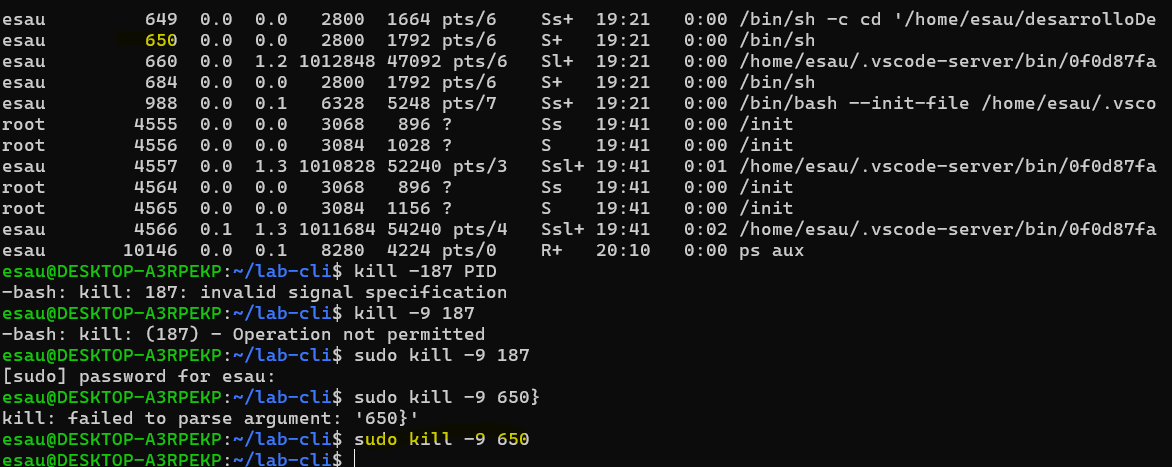 esau 649 0.0 0.0 2800 1664 pts/6 Ss+ 19:21 0:00 /bin/sh -c cd '/home/esau/desarrolloDe
esau 650 0.0 0.0 2800 1792 pts/6 S+ 19:21 0:00 /bin/sh
esau 660 0.0 1.2 1012848 47092 pts/6 Sl+ 19:21 0:00 /home/esau/.vscode-server/bin/0f0d87fa
esau 684 0.0 0.0 2800 1792 pts/6 S+ 19:21 0:00 /bin/sh
esau 988 0.0 0.1 6328 5248 pts/7 Ss+ 19:21 0:00 /bin/bash --init-file /home/esau/.vsco
root 4555 0.0 0.0 3068 896 ? Ss 19:41 0:00 /init
root 4556 0.0 0.0 3084 1028 ? S 19:41 0:00 /init
esau 4557 0.0 1.3 1010828 52240 pts/3 Ssl+ 19:41 0:01 /home/esau/.vscode-server/bin/0f0d87fa
root 4564 0.0 0.0 3068 896 ? Ss 19:41 0:00 /init
root 4565 0.0 0.0 3084 1156 ? S 19:41 0:00 /init
esau 4566 0.1 1.3 1011684 54240 pts/4 Ssl+ 19:41 0:02 /home/esau/.vscode-server/bin/0f0d87fa
esau 10146 0.0 0.1 8280 4224 pts/0 R+ 20:10 0:00 ps aux
esau@DESKTOP-A3RPEKP:~/lab-cli$ kill -187 PID
-bash: kill: 187: invalid signal specification
esau@DESKTOP-A3RPEKP:~/lab-cli$ kill -9 187
-bash: kill: (187) - Operation not permitted
esau@DESKTOP-A3RPEKP:~/lab-cli$ sudo kill -9 187
[sudo] password for esau:
esau@DESKTOP-A3RPEKP:~/lab-cli$ sudo kill -9 650}
kill: failed to parse argument: '650}'
esau@DESKTOP-A3RPEKP:~/lab-cli$ sudo kill -9 650
esau@DESKTOP-A3RPEKP:~/lab-cli$